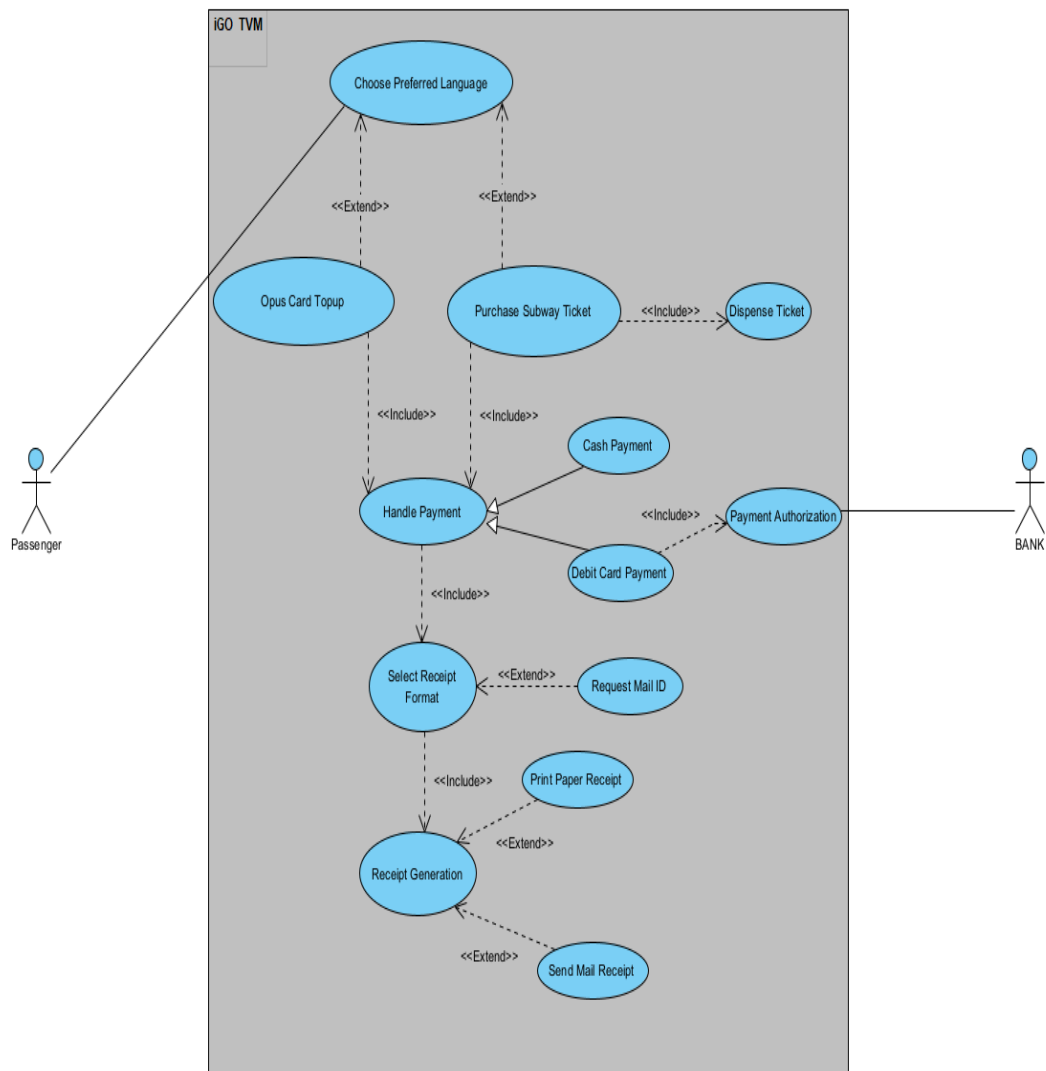 iGO TVM
Choose Preferred Language
<<Extend>>
<<Extend>>
Opus Card Topup
Purchase Subway Ticket
<<Include>>
Dispense Ticket
<<Include>>
<<Include>>
Cash Payment
Handle Payment
<<Include>>
Payment Authorization
Passenger
BANK
Debit Card Payment
<<Include>>
Select Receipt
Format
<<Extend>>
Request Mail ID
<<Include>>
Print Paper Receipt
<<Extend>>
Receipt Generation
<<Extend>>
Send Mail Receipt